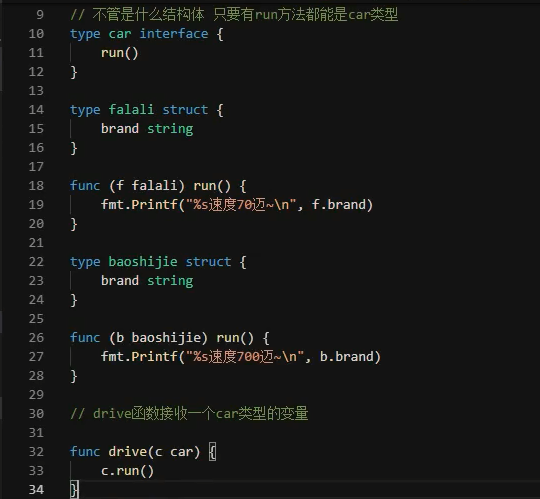 9 // 不管是什么结构体 只要有run方法都能是car类型
10 type car interface {
11     run()
12 }
13
14 type falali struct {
15     brand string
16 }
17
18 func (f falali) run() {
19     fmt.Printf("%s速度70迈~\n", f.brand)
20 }
21
22 type baoshijie struct {
23     brand string
24 }
25
26 func (b baoshijie) run() {
27     fmt.Printf("%s速度700迈~\n", b.brand)
28 }
29
30 // drive函数接收一个car类型的变量
31
32 func drive(c car) {
33     c.run()
34 }